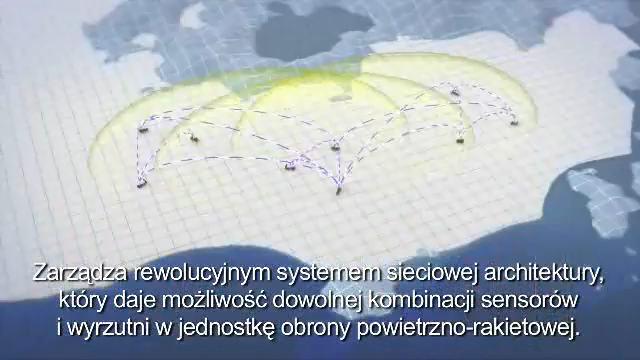 Zarządza rewolucyjnym systemem sieciowej architektury,
który daje możliwość dowolnej kombinacji sensorów
i wyrzutni w jednostkę obrony powietrzno-rakietowej.